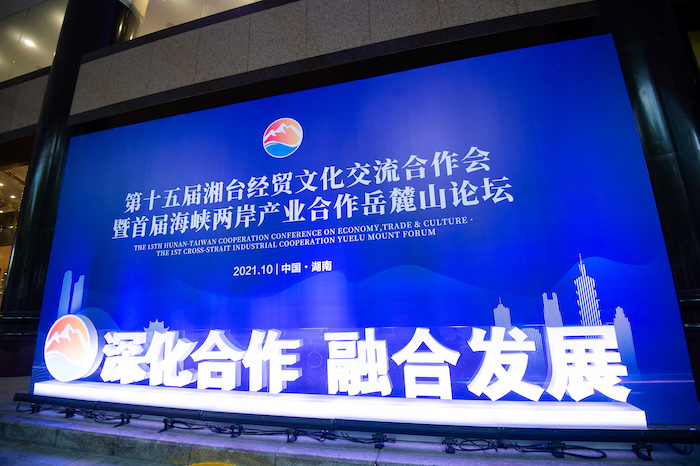 第十五届湘台经贸文化交流合作会
暨首届海峡两岸产业合作岳麓山论坛
THE 15TH HUNAN-TAIWAN COOPERATION CONFERENCE ON ECONOMY,TRADE & CULTURE ·
THE 1ST CROSS-STRAIT INDUSTRIAL COOPERATION YUELU MOUNT FORUM
2021.10 | 中国 · 湖南
深化合作 融合发展